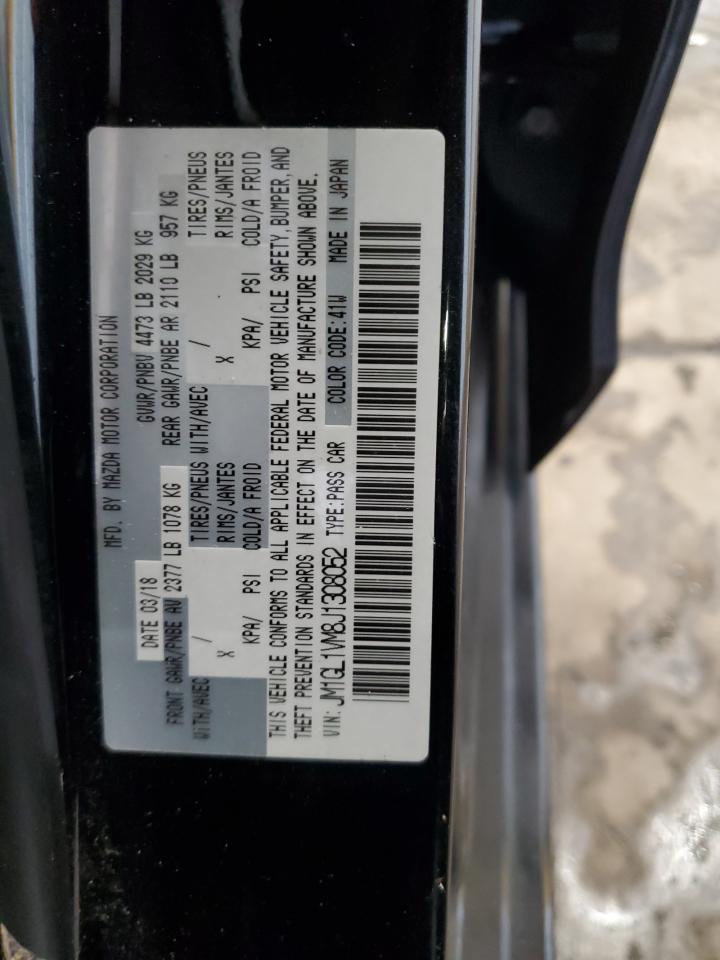 MFD. BY MAZDA MOTOR CORPORATION
DATE 03/18 GVWR/PNBV 4473 LB 2029 KG
FRONT GAWR/PNBE AV 2377 LB 1078 KG REAR GAWR/PNBE AR 2110 LB 957 KG
WITH/AVEC / TIRES/PNEUS WITH/AVEC / TIRES/PNEUS
X RIMS/JANTES X RIMS/JANTES
KPA/ PSI COLD/A FROID KPA/ PSI COLD/A FROID
THIS VEHICLE CONFORMS TO ALL APPLICABLE FEDERAL MOTOR VEHICLE SAFETY, BUMPER, AND
THEFT PREVENTION STANDARDS IN EFFECT ON THE DATE OF MANUFACTURE SHOWN ABOVE.
VIN: JM1GL1VM8J1308052 TYPE:PASS CAR COLOR CODE:41W MADE IN JAPAN